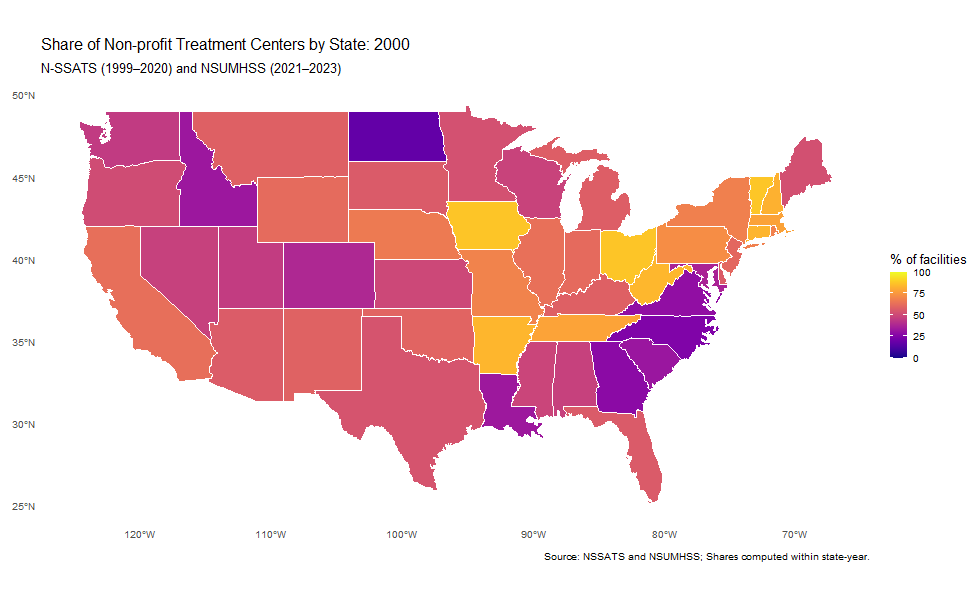 Share of Non-profit Treatment Centers by State: 2000
N-SSATS (1999–2020) and NSUMHSS (2021–2023)
50°N
45°N
40°N
35°N
30°N
25°N
120°W
110°W
100°W
90°W
80°W
70°W
% of facilities
100
75
50
25
0
Source: NSSATS and NSUMHSS; Shares computed within state-year.